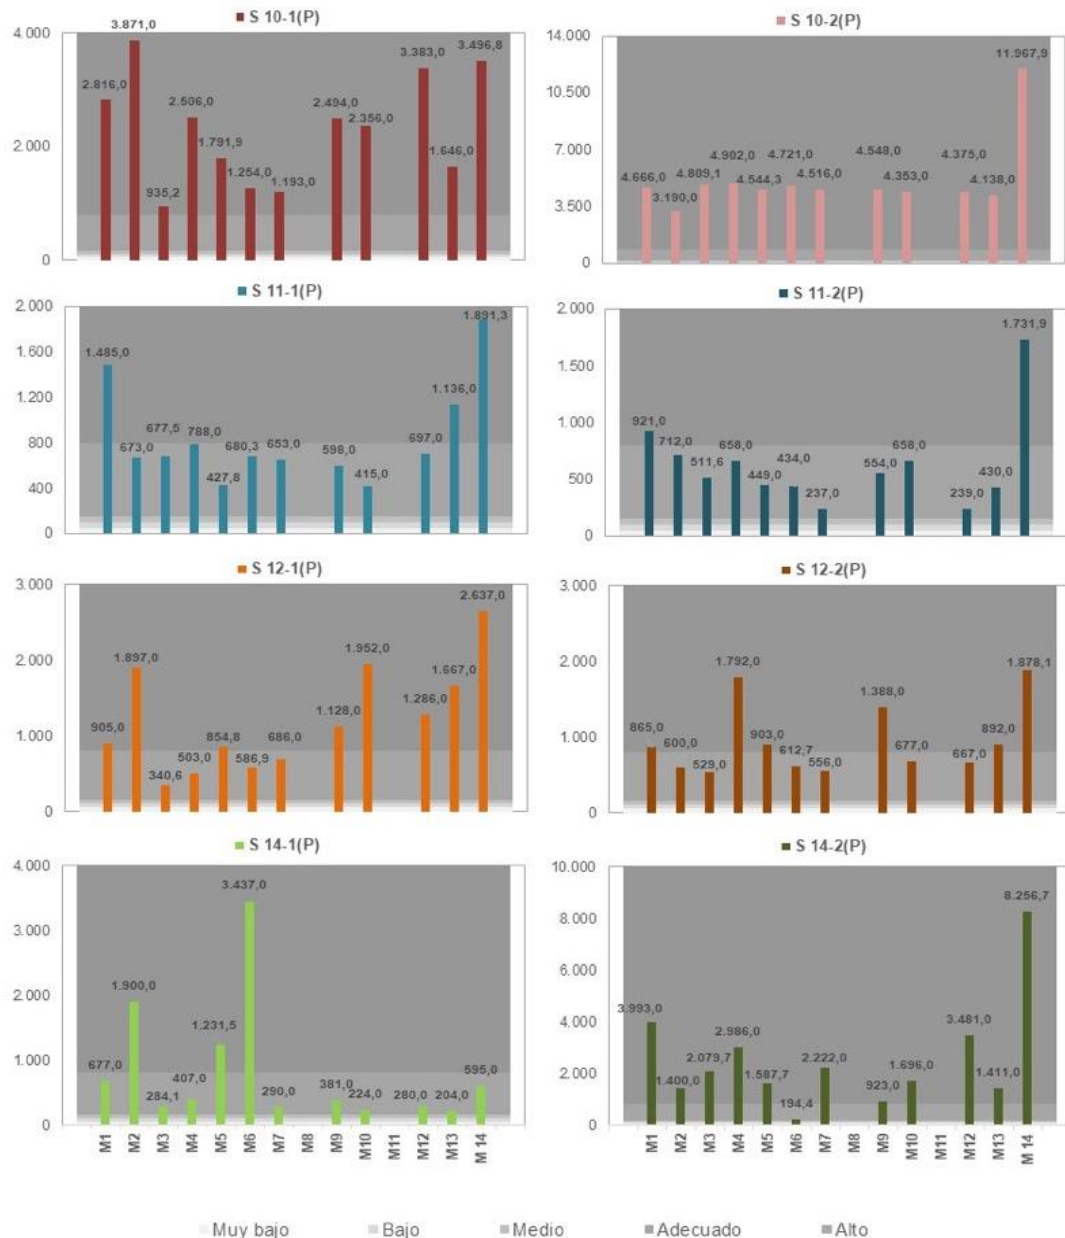 S 10-1(P)
4.000
2.000
0
2.816,0 3.871,0 935,2 2.506,0 1.791,9 1.254,0 1.193,0 2.494,0 2.356,0 3.383,0 1.646,0 3.496,8
S 10-2(P)
14.000
10.500
7.000
3.500
0
4.666,0 3.190,0 4.809,1 4.902,0 4.544,3 4.721,0 4.516,0 4.548,0 4.353,0 4.375,0 4.138,0 11.967,9
S 11-1(P)
2.000
1.600
1.200
800
400
0
1.485,0 673,0 677,5 788,0 427,8 680,3 653,0 598,0 415,0 697,0 1.136,0 1.891,3
S 11-2(P)
2.000
1.500
1.000
500
0
921,0 712,0 511,6 658,0 449,0 434,0 237,0 554,0 658,0 239,0 430,0 1.731,9
S 12-1(P)
3.000
2.000
1.000
0
905,0 1.897,0 340,6 503,0 854,8 586,9 686,0 1.128,0 1.952,0 1.286,0 1.667,0 2.637,0
S 12-2(P)
3.000
2.000
1.000
0
865,0 600,0 529,0 1.792,0 903,0 612,7 556,0 1.388,0 677,0 667,0 892,0 1.878,1
S 14-1(P)
4.000
3.000
2.000
1.000
0
677,0 1.900,0 284,1 407,0 1.231,5 3.437,0 290,0 381,0 224,0 280,0 204,0 595,0
M1 M2 M3 M4 M5 M6 M7 M8 M9 M10 M11 M12 M13 M 14
S 14-2(P)
10.000
8.000
6.000
4.000
2.000
0
3.993,0 1.400,0 2.079,7 2.986,0 1.587,7 194,4 2.222,0 923,0 1.696,0 3.481,0 1.411,0 8.256,7
M1 M2 M3 M4 M5 M6 M7 M8 M9 M10 M11 M12 M13 M 14
Muy bajo Bajo Medio Adecuado Alto